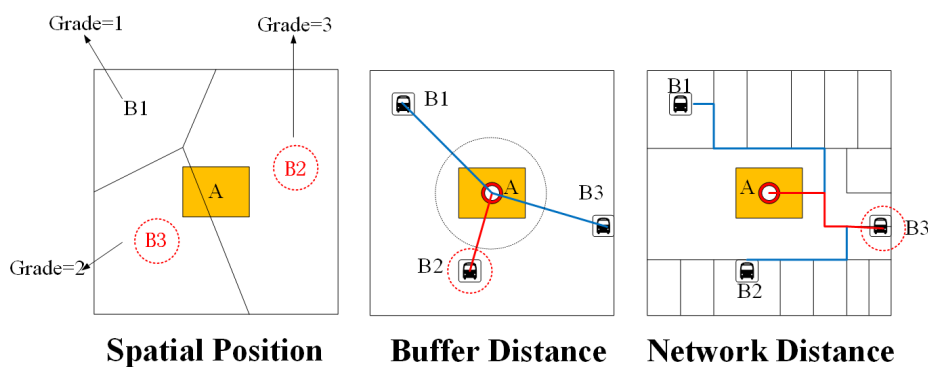 Grade=1
Grade=3
B1
B2
A
B3
Grade=2
Spatial Position
B1
A
B3
B2
Buffer Distance
B1
A
B3
B2
Network Distance